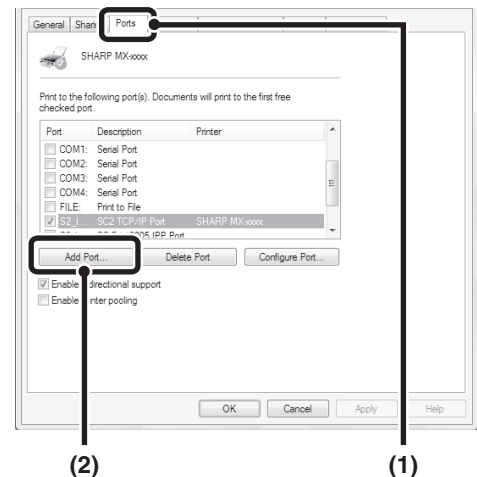 General Shari Ports
SHARP MX-xxxx
Print to the following port(s). Documents will print to the first free
checked port.
Port Description Printer
COM1: Serial Port
COM2: Serial Port
COM3: Serial Port
COM4: Serial Port
FILE: Print to File
S2_I... SC2 TCP/IP Port SHARP MX-xxxx
Add Port... Delete Port Configure Port...
Enable directional support
Enable inter pooling
OK Cancel Apply Help
(2) (1)